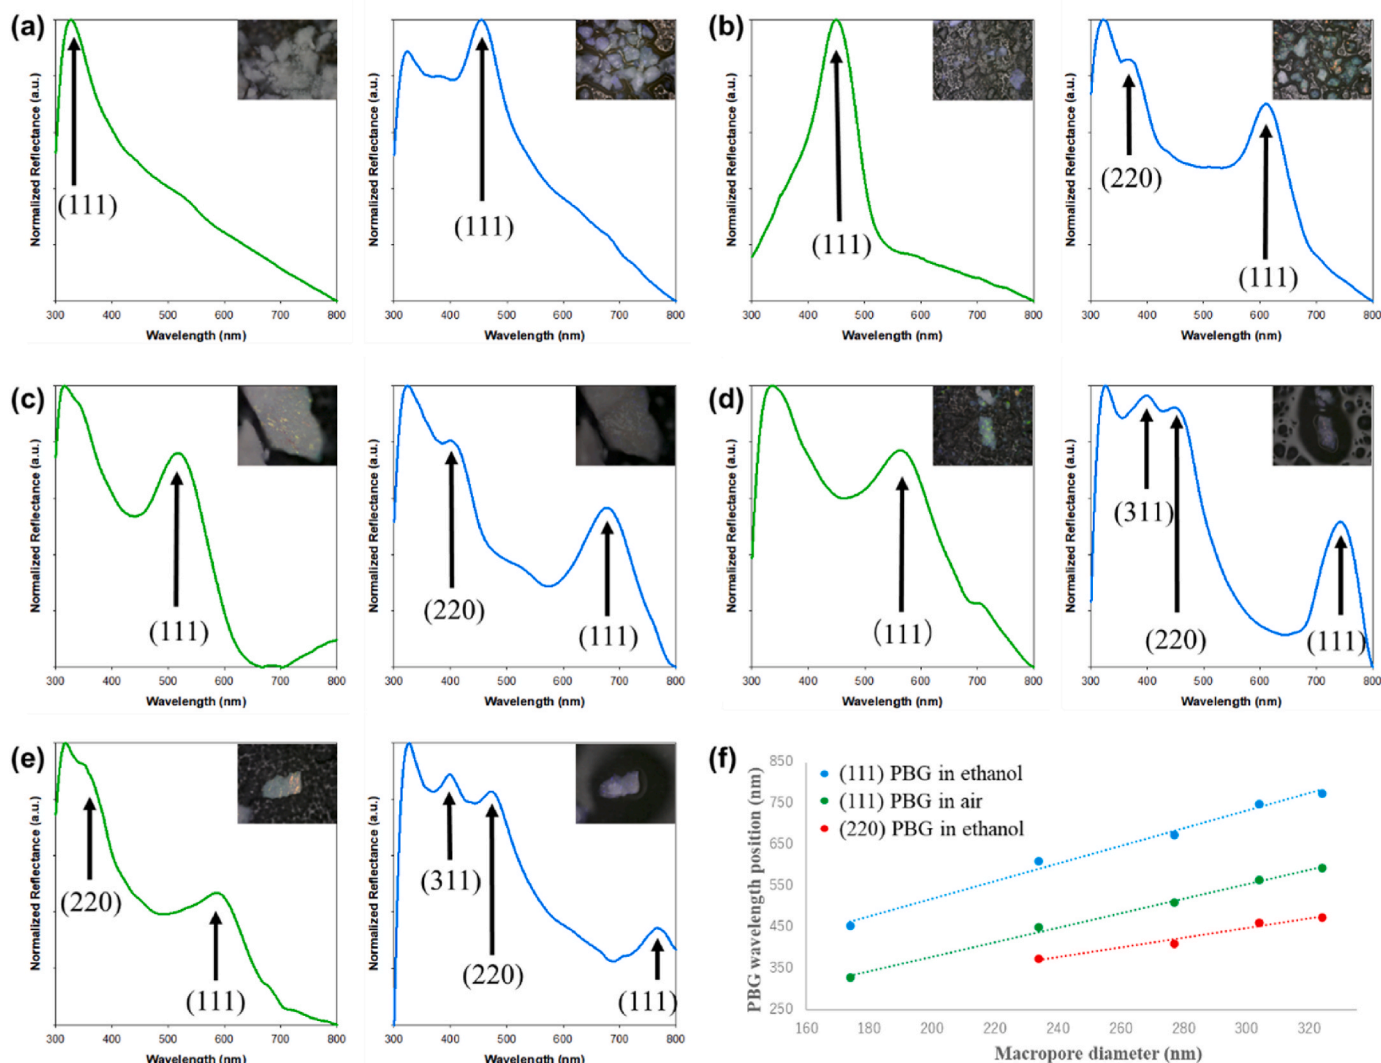 (a)
Normalized Reflectance (a.u.)
(111)
300 400 500 600 700 800
Wavelength (nm)
Normalized Reflectance (a.u.)
(111)
300 400 500 600 700 800
Wavelength (nm)
(b)
Normalized Reflectance (a.u.)
(111)
300 400 500 600 700 800
Wavelength (nm)
Normalized Reflectance (a.u.)
(220)
(111)
300 400 500 600 700 800
Wavelength (nm)
(c)
Normalized Reflectance (a.u.)
(111)
300 400 500 600 700 800
Wavelength (nm)
Normalized Reflectance (a.u.)
(220)
(111)
300 400 500 600 700 800
Wavelength (nm)
(d)
Normalized Reflectance (a.u.)
(111)
300 400 500 600 700 800
Wavelength (nm)
Normalized Reflectance (a.u.)
(311)
(220)
(111)
300 400 500 600 700 800
Wavelength (nm)
(e)
Normalized Reflectance (a.u.)
(220)
(111)
300 400 500 600 700 800
Wavelength (nm)
Normalized Reflectance (a.u.)
(311)
(220)
(111)
300 400 500 600 700 800
Wavelength (nm)
(f)
PBG wavelength position (nm)
850
750
650
550
450
350
250
(111) PBG in ethanol
(111) PBG in air
(220) PBG in ethanol
160 180 200 220 240 260 280 300 320
Macropore diameter (nm)